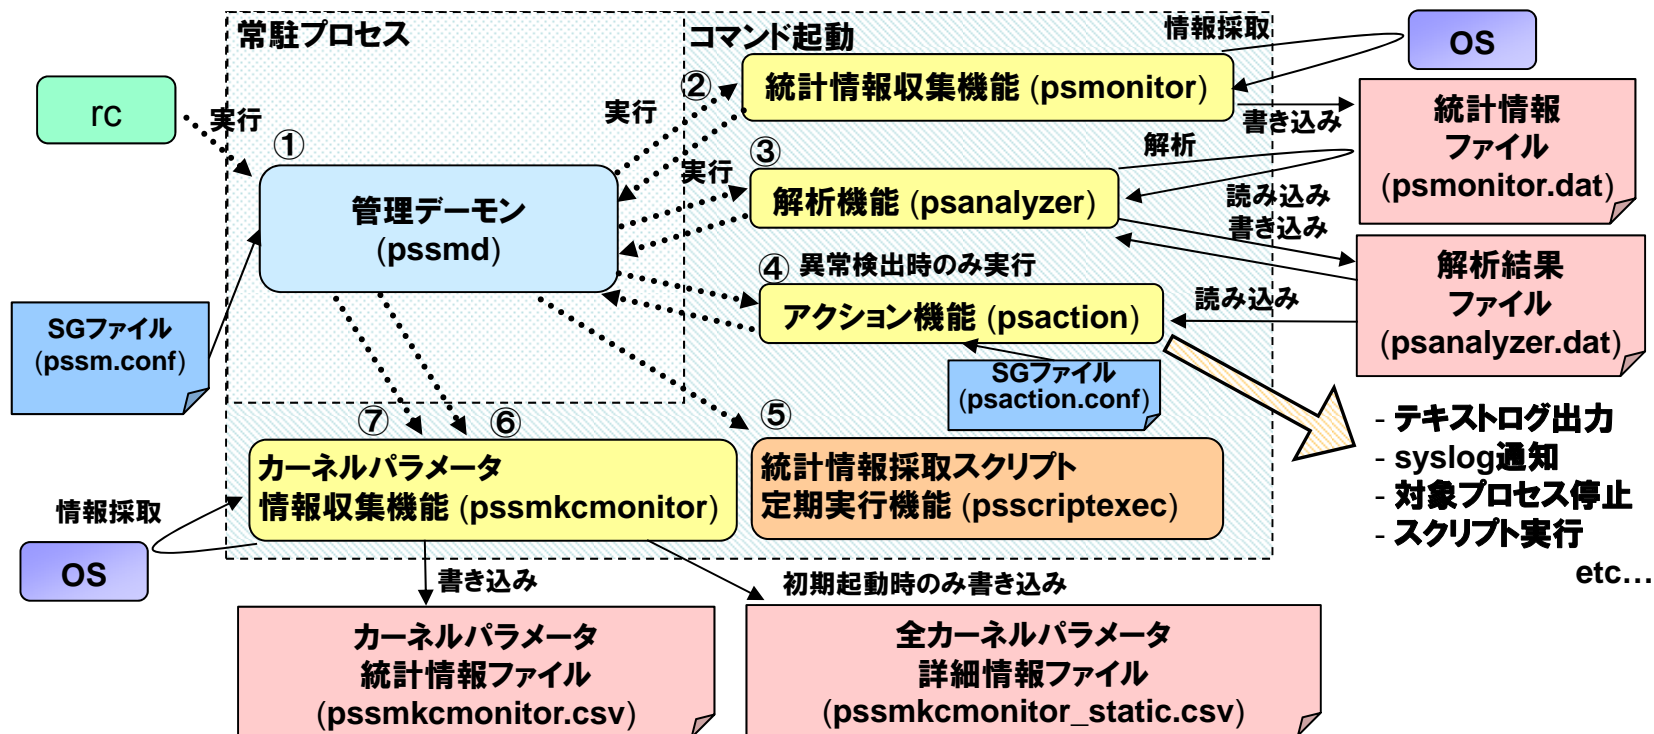 常駐プロセス
コマンド起動
情報採取
OS
rc
実行
①
②
実行
統計情報収集機能 (psmonitor)
書き込み
統計情報
ファイル
(psmonitor.dat)
③
実行
解析
解析機能 (psanalyzer)
読み込み
書き込み
管理デーモン
(pssmd)
④ 異常検出時のみ実行
アクション機能 (psaction)
読み込み
解析結果
ファイル
(psanalyzer.dat)
SGファイル
(pssm.conf)
SGファイル
(psaction.conf)
- テキストログ出力
- syslog通知
- 対象プロセス停止
- スクリプト実行
etc…
⑦
⑥
⑤
カーネルパラメータ
情報収集機能 (pssmkcmonitor)
統計情報採取スクリプト
定期実行機能 (psscriptexec)
情報採取
OS
書き込み
初期起動時のみ書き込み
カーネルパラメータ
統計情報ファイル
(pssmkcmonitor.csv)
全カーネルパラメータ
詳細情報ファイル
(pssmkcmonitor_static.csv)